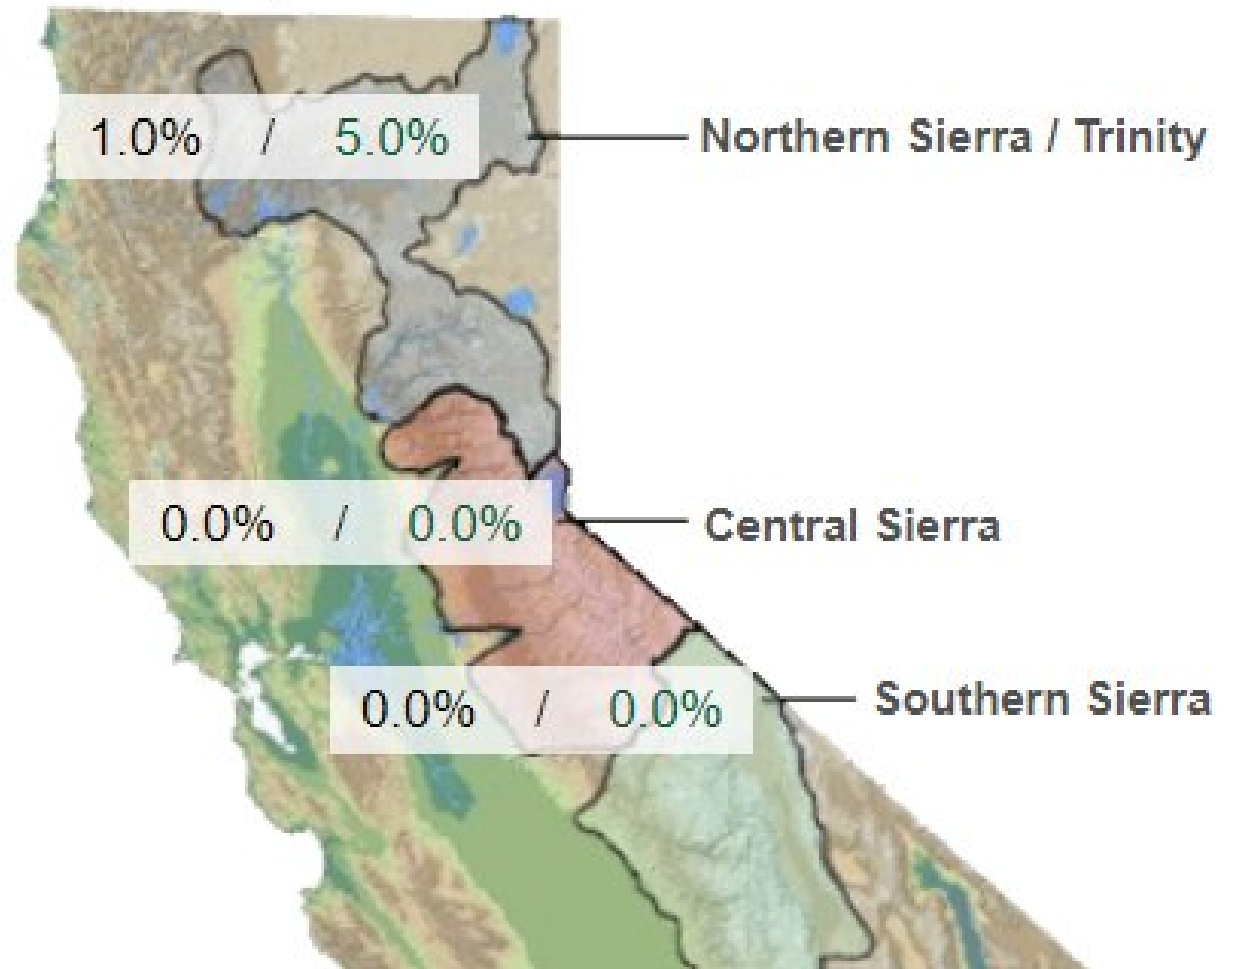 1.0% / 5.0% Northern Sierra / Trinity
0.0% / 0.0% Central Sierra
0.0% / 0.0% Southern Sierra